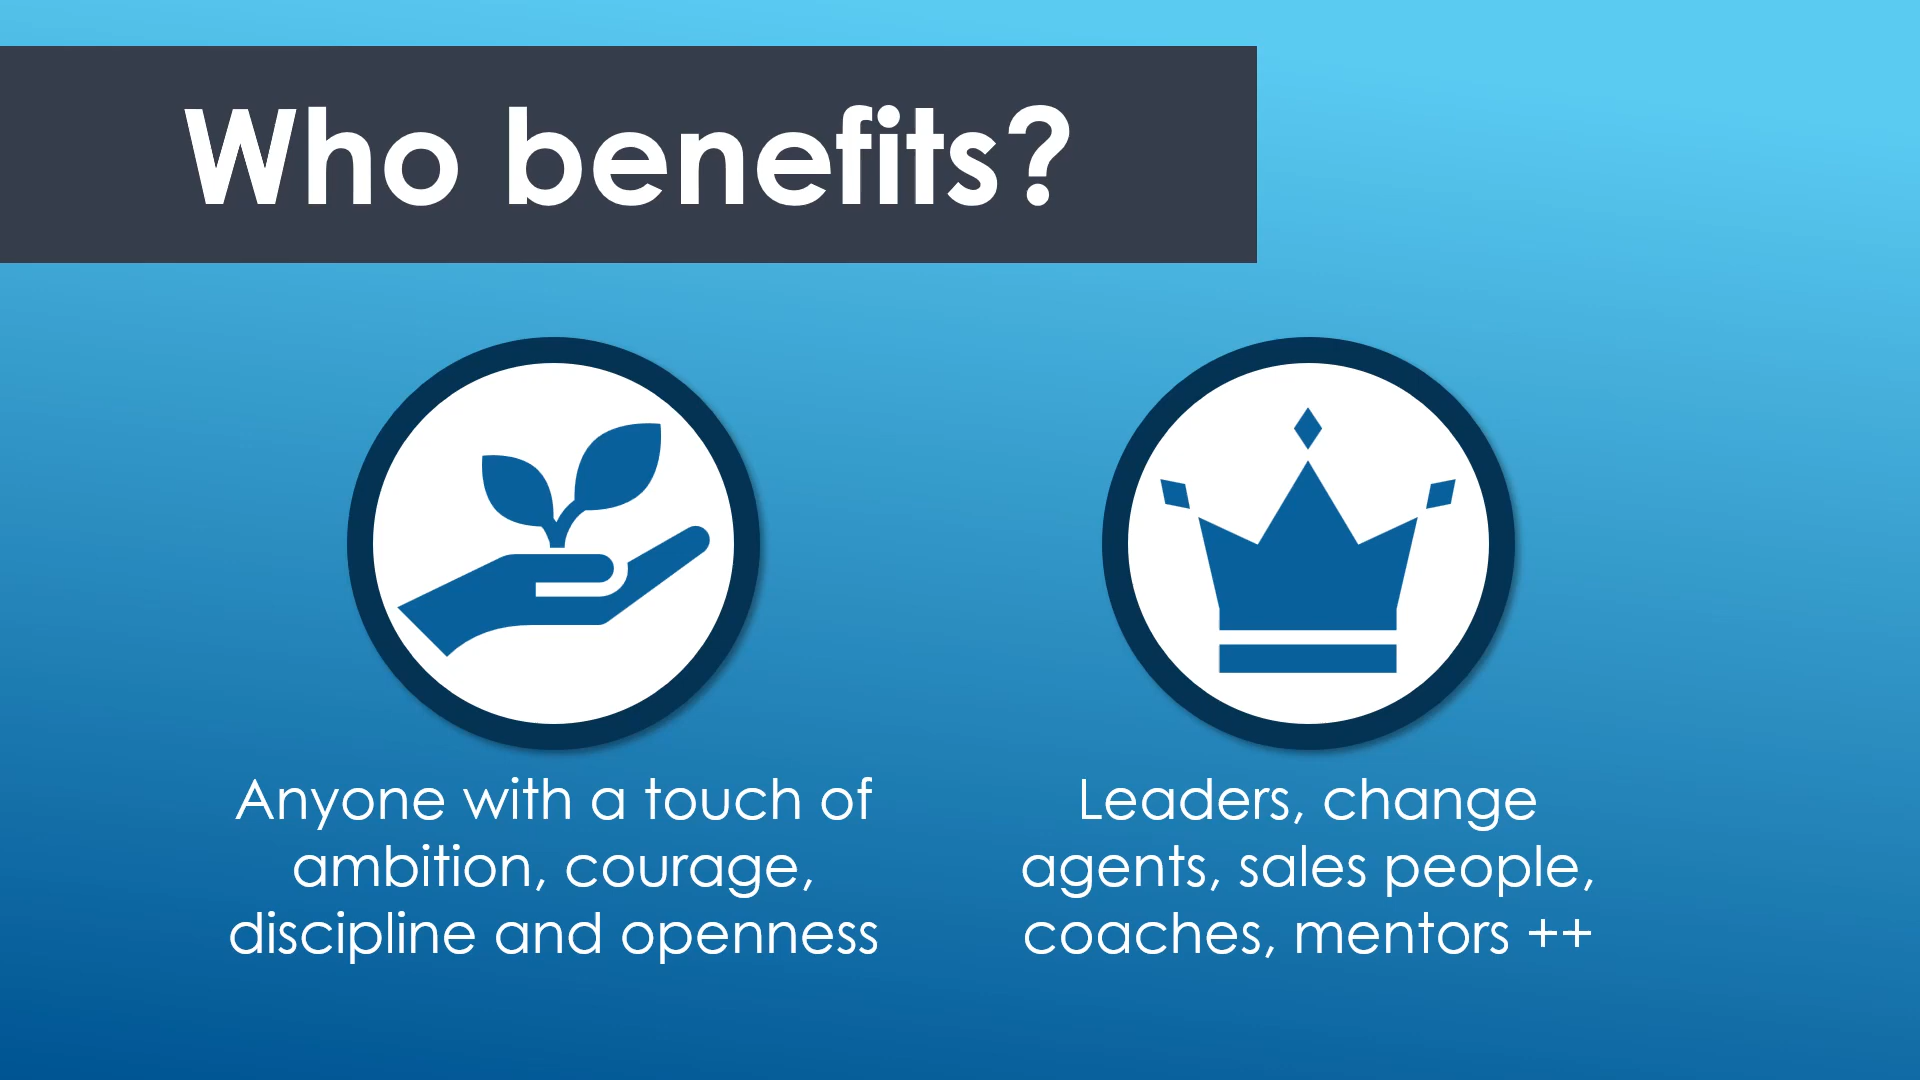 Who benefits?
Anyone with a touch of
ambition, courage,
discipline and openness
Leaders, change
agents, sales people,
coaches, mentors ++